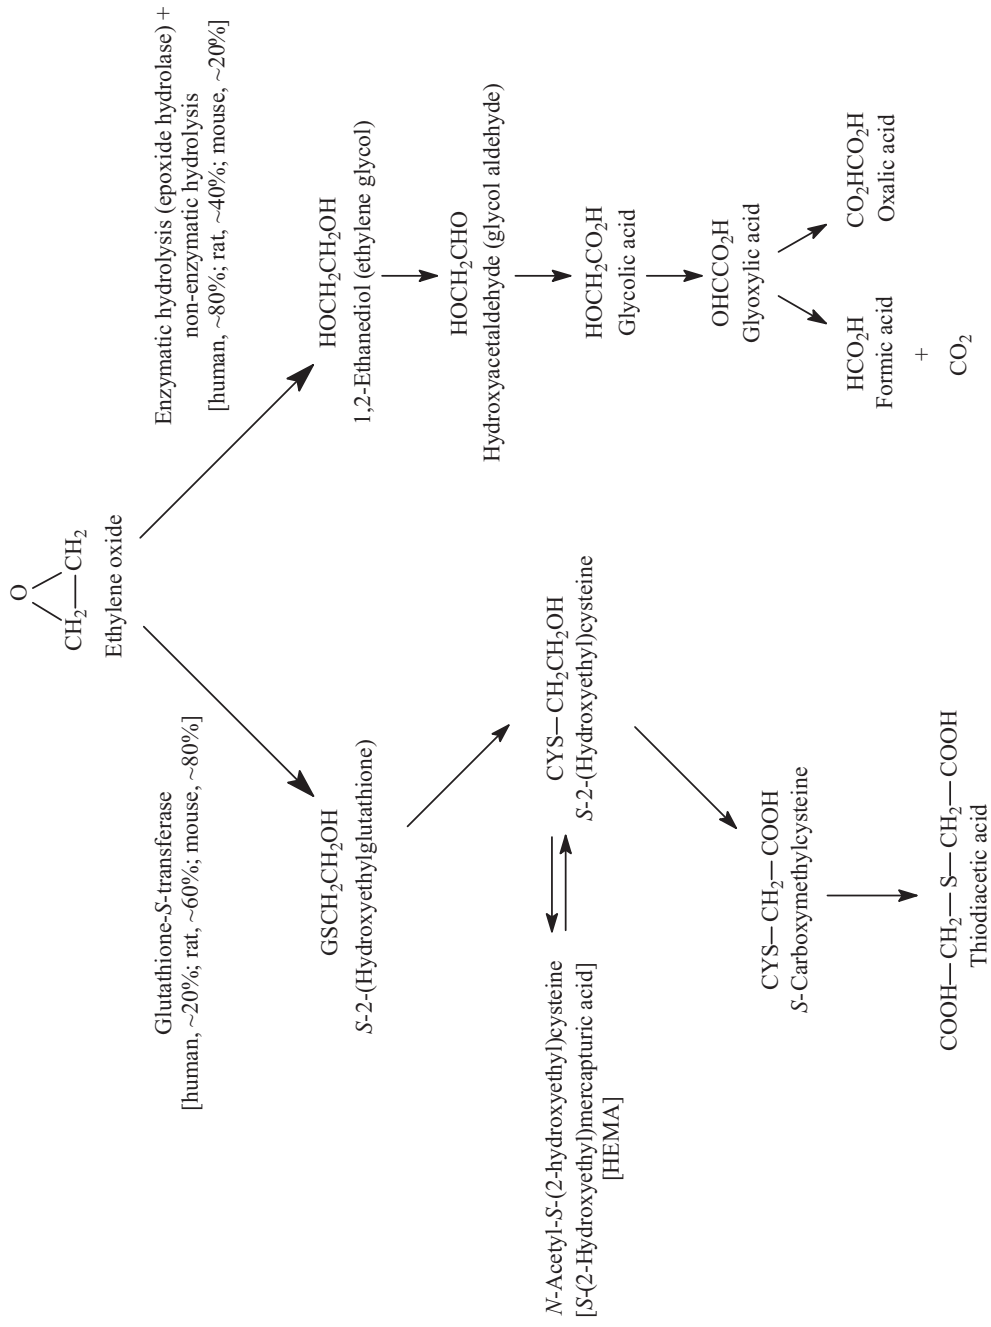 O
CH2—CH2
Ethylene oxide
Glutathione-S-transferase
[human, ~20%; rat, ~60%; mouse, ~80%]
Enzymatic hydrolysis (epoxide hydrolase) +
non-enzymatic hydrolysis
[human, ~80%; rat, ~40%; mouse, ~20%]
GSCH2CH2OH
S-2-(Hydroxyethylglutathione)
HOCH2CH2OH
1,2-Ethanediol (ethylene glycol)
HOCH2CHO
Hydroxyacetaldehyde (glycol aldehyde)
N-Acetyl-S-(2-hydroxyethyl)cysteine
[S-(2-Hydroxyethyl)mercapturic acid]
[HEMA]
CYS—CH2CH2OH
S-2-(Hydroxyethyl)cysteine
HOCH2CO2H
Glycolic acid
OHCCO2H
Glyoxylic acid
CYS—CH2—COOH
S-Carboxymethylcysteine
HCO2H
Formic acid
+
CO2
CO2HCO2H
Oxalic acid
COOH—CH2—S—CH2—COOH
Thiodiacetic acid